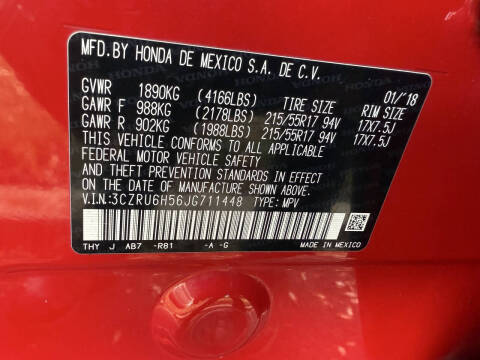 MFD. BY HONDA DE MEXICO S.A. DE C.V.
01/'18
GVWR 1890KG (4166LBS) TIRE SIZE RIM SIZE
GAWR F 988KG (2178LBS) 215/55R17 94V 17X7.5J
GAWR R 902KG (1988LBS) 215/55R17 94V 17X7.5J
THIS VEHICLE CONFORMS TO ALL APPLICABLE
FEDERAL MOTOR VEHICLE SAFETY
AND THEFT PREVENTION STANDARDS IN EFFECT
ON THE DATE OF MANUFACTURE SHOWN ABOVE.
V.I.N:3CZRU6H56JG711448 TYPE: MPV
THY J AB7 -R81 -A -G
MADE IN MEXICO